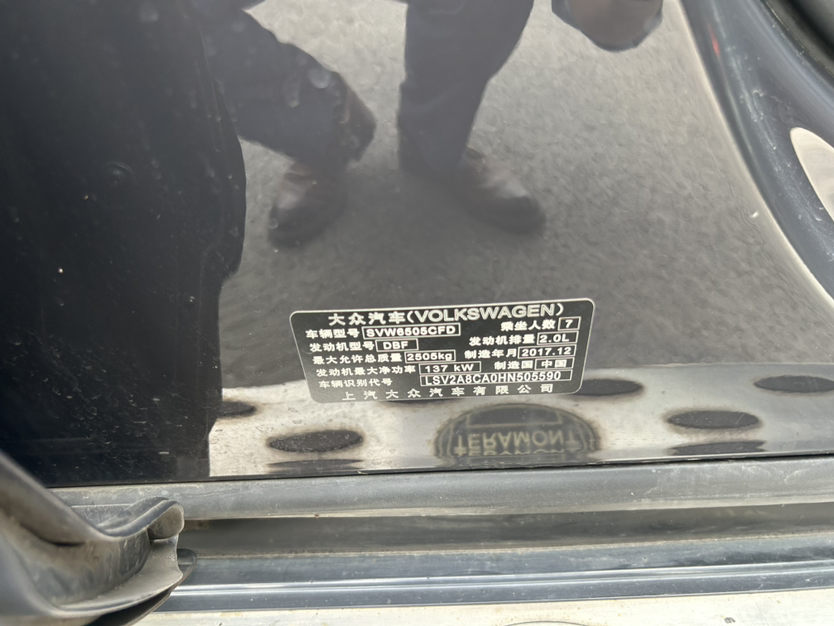 大众汽车(VOLKSWAGEN)
车辆型号 SVW6505CFD 乘坐人数 7
发动机型号 DBF 发动机排量 2.0L
最大允许总质量 2505kg 制造年月 2017.12
发动机最大净功率 137 kW 制造国 中国
车辆识别代号 LSV2A8CA0HN505590
上汽大众汽车有限公司
TERAMONT